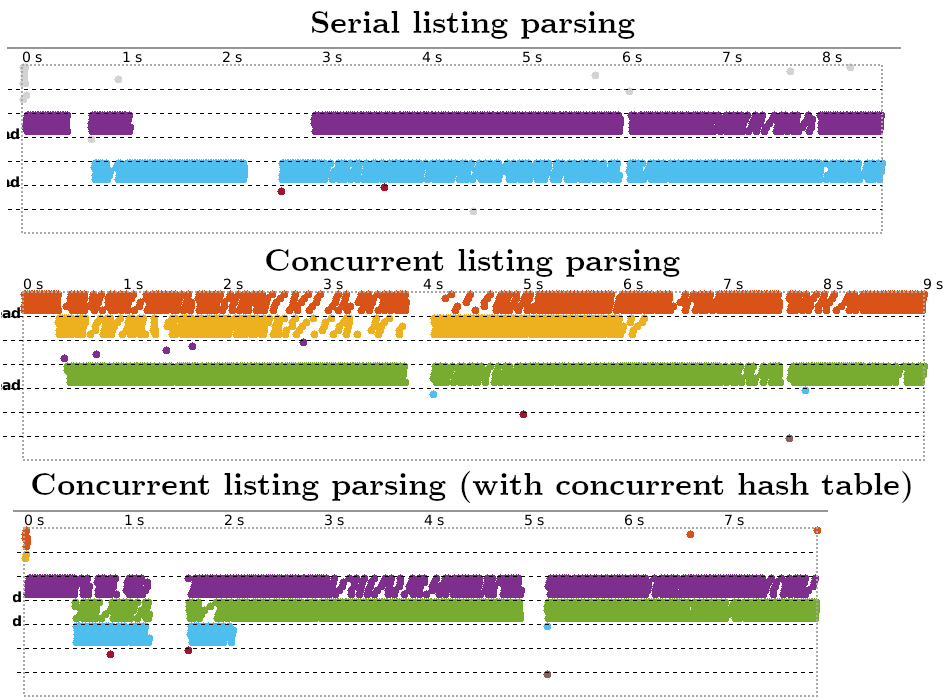 Serial listing parsing
0 s 1 s 2 s 3 s 4 s 5 s 6 s 7 s 8 s
ad
ad
Concurrent listing parsing
0 s 1 s 2 s 3 s 4 s 5 s 6 s 7 s 8 s 9 s
ad
ad
Concurrent listing parsing (with concurrent hash table)
0 s 1 s 2 s 3 s 4 s 5 s 6 s 7 s
d
d